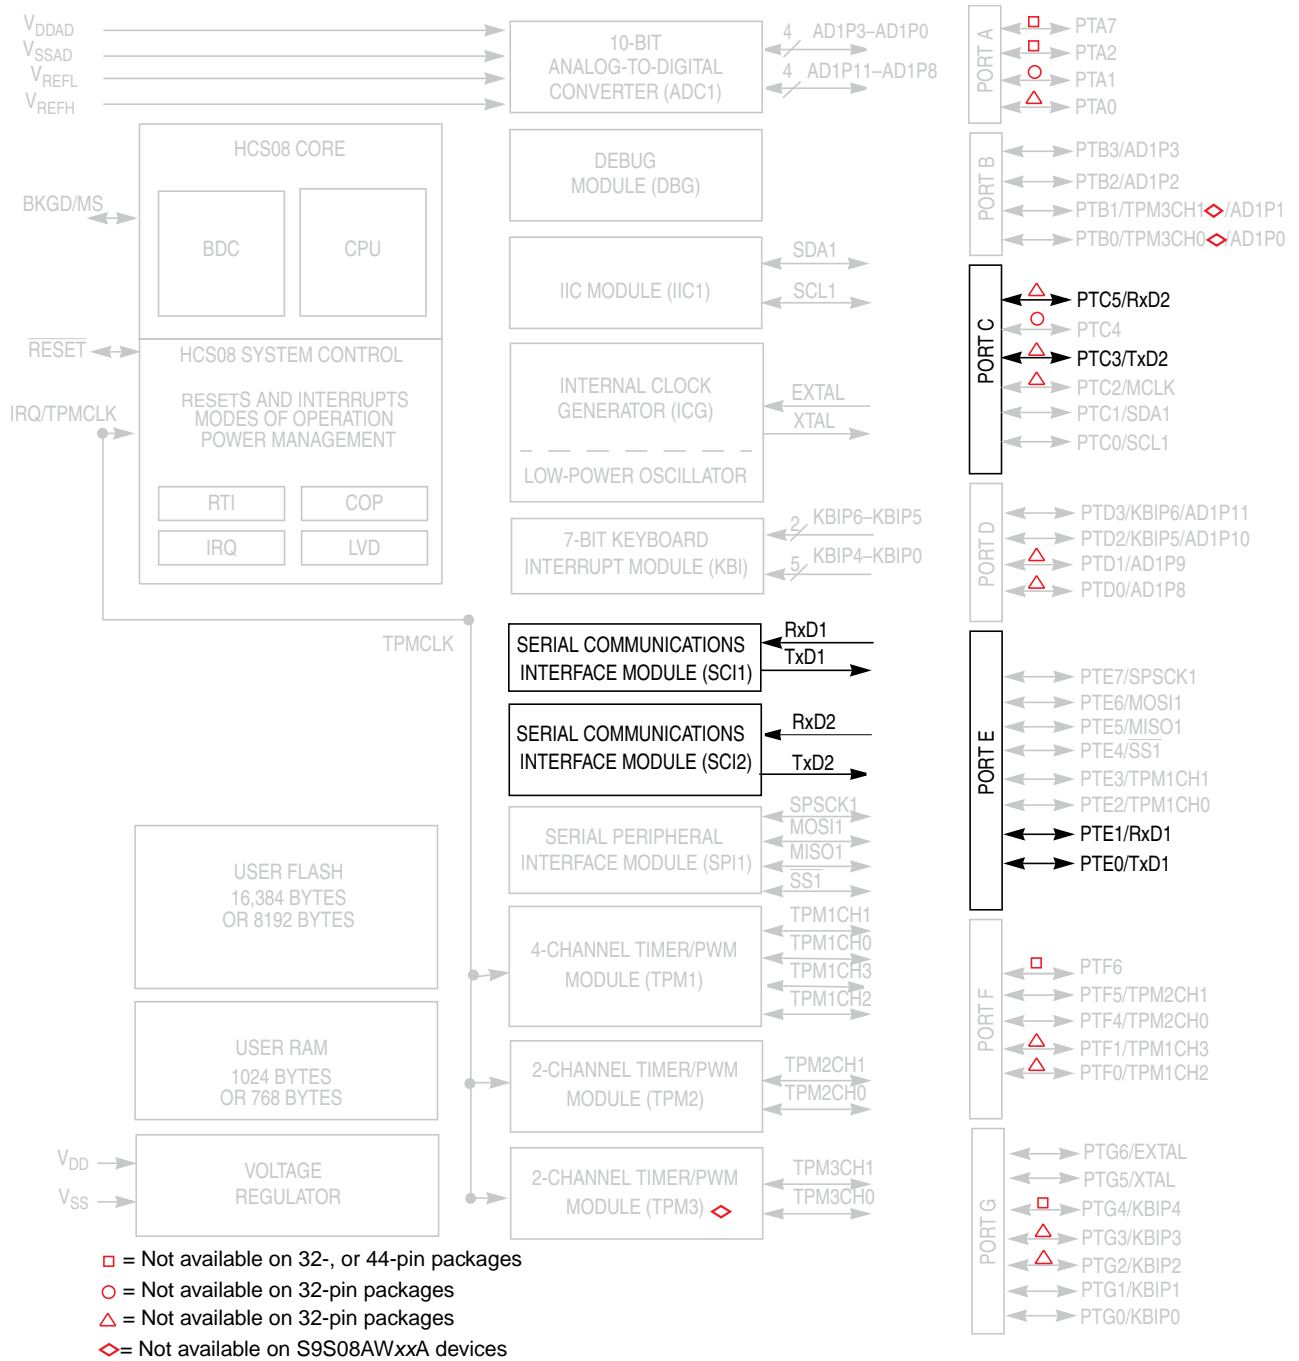 VDDAD
VSSAD
VREFL
VREFH
10-BIT
ANALOG-TO-DIGITAL
CONVERTER (ADC1)
4 AD1P3–AD1P0
4 AD1P11–AD1P8
PORT A
PTA7
PTA2
PTA1
PTA0
HCS08 CORE
BDC
CPU
BKGD/MS
DEBUG
MODULE (DBG)
PORT B
PTB3/AD1P3
PTB2/AD1P2
PTB1/TPM3CH1 /AD1P1
PTB0/TPM3CH0 /AD1P0
IIC MODULE (IIC1)
SDA1
SCL1
PORT C
PTC5/RxD2
PTC4
PTC3/TxD2
PTC2/MCLK
PTC1/SDA1
PTC0/SCL1
RESET
IRQ/TPMCLK
HCS08 SYSTEM CONTROL
RESETS AND INTERRUPTS
MODES OF OPERATION
POWER MANAGEMENT
RTI
COP
IRQ
LVD
INTERNAL CLOCK
GENERATOR (ICG)
LOW-POWER OSCILLATOR
EXTAL
XTAL
7-BIT KEYBOARD
INTERRUPT MODULE (KBI)
2 KBIP6–KBIP5
5 KBIP4–KBIP0
PORT D
PTD3/KBIP6/AD1P11
PTD2/KBIP5/AD1P10
PTD1/AD1P9
PTD0/AD1P8
TPMCLK
SERIAL COMMUNICATIONS
INTERFACE MODULE (SCI1)
RxD1
TxD1
SERIAL COMMUNICATIONS
INTERFACE MODULE (SCI2)
RxD2
TxD2
PORT E
PTE7/SPSCK1
PTE6/MOSI1
PTE5/MISO1
PTE4/SS1
PTE3/TPM1CH1
PTE2/TPM1CH0
PTE1/RxD1
PTE0/TxD1
SERIAL PERIPHERAL
INTERFACE MODULE (SPI1)
SPSCK1
MOSI1
MISO1
SS1
USER FLASH
16,384 BYTES
OR 8192 BYTES
4-CHANNEL TIMER/PWM
MODULE (TPM1)
TPM1CH1
TPM1CH0
TPM1CH3
TPM1CH2
PORT F
PTF6
PTF5/TPM2CH1
PTF4/TPM2CH0
PTF1/TPM1CH3
PTF0/TPM1CH2
USER RAM
1024 BYTES
OR 768 BYTES
2-CHANNEL TIMER/PWM
MODULE (TPM2)
TPM2CH1
TPM2CH0
VDD
VSS
VOLTAGE
REGULATOR
2-CHANNEL TIMER/PWM
MODULE (TPM3)
TPM3CH1
TPM3CH0
PORT G
PTG6/EXTAL
PTG5/XTAL
PTG4/KBIP4
PTG3/KBIP3
PTG2/KBIP2
PTG1/KBIP1
PTG0/KBIP0
= Not available on 32-, or 44-pin packages
= Not available on 32-pin packages
= Not available on 32-pin packages
= Not available on S9S08AWxxA devices